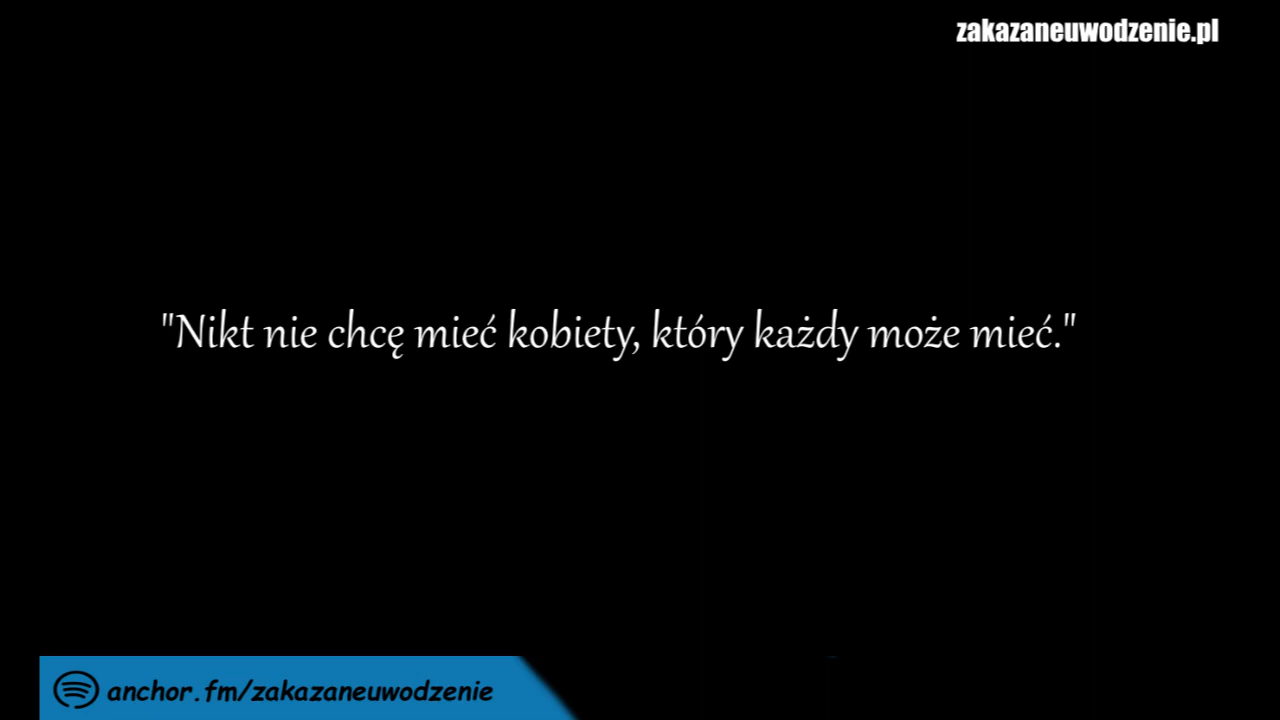 zakazaneuwodzenie.pl
"Nikt nie chcę mieć kobiety, który każdy może mieć."
anchor.fm/zakazaneuwodzenie